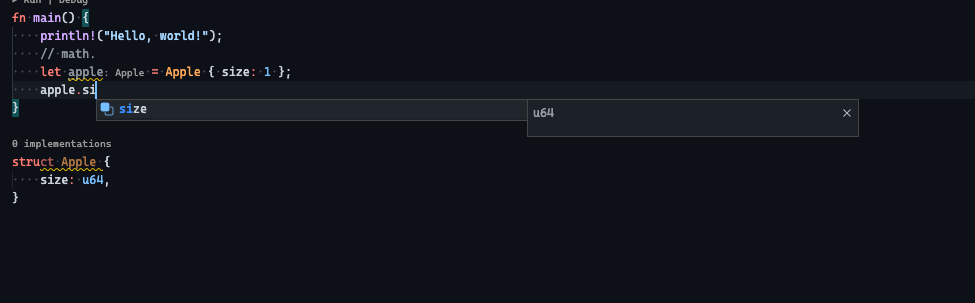 ▶ Run | Debug
fn main() {
    println!("Hello, world!");
    // math.
    let apple: Apple = Apple { size: 1 };
    apple.si
size
u64
}
0 implementations
struct Apple {
    size: u64,
}